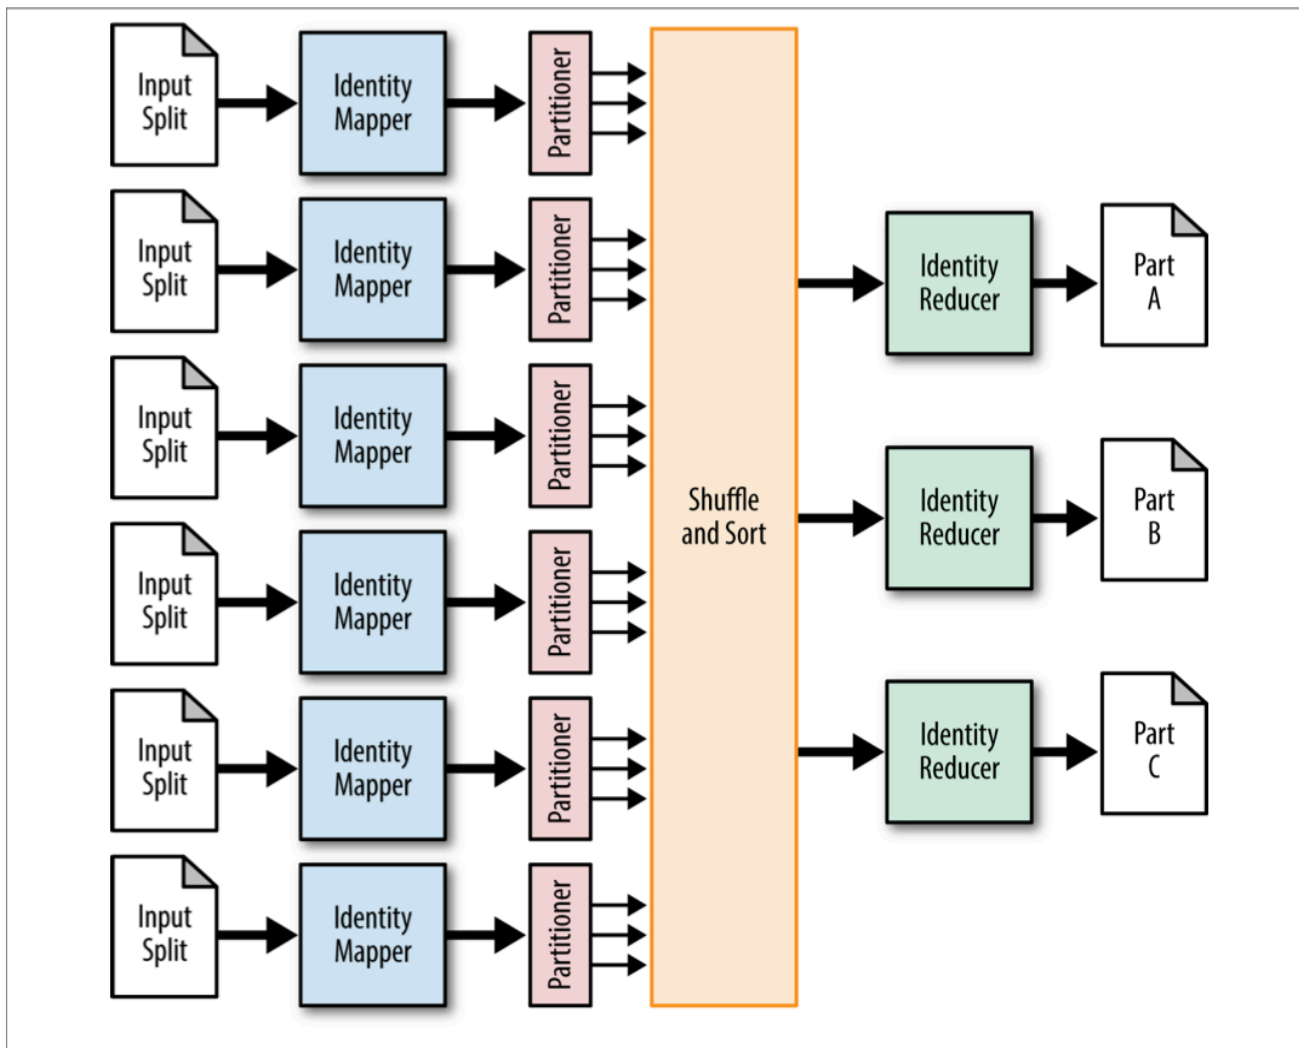 Input
Split
Identity
Mapper
Partitioner
Input
Split
Identity
Mapper
Partitioner
Input
Split
Identity
Mapper
Partitioner
Input
Split
Identity
Mapper
Partitioner
Input
Split
Identity
Mapper
Partitioner
Input
Split
Identity
Mapper
Partitioner
Shuffle
and Sort
Identity
Reducer
Part
A
Identity
Reducer
Part
B
Identity
Reducer
Part
C